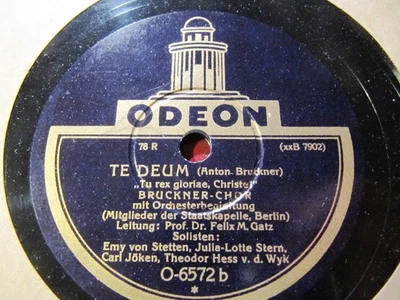 ODEON
78 R (xxB 7902)
TE DEUM (Anton Bruckner)
„Tu rex gloriae, Christe!"
BRUCKNER-CHOR
mit Orchesterbegleitung
(Mitglieder der Staatskapelle, Berlin)
Leitung: Prof. Dr. Felix M. Gatz
Solisten:
Emy von Stetten, Julia-Lotte Stern,
Carl Jöken, Theodor Hess v. d. Wyk
O-6572 b
*